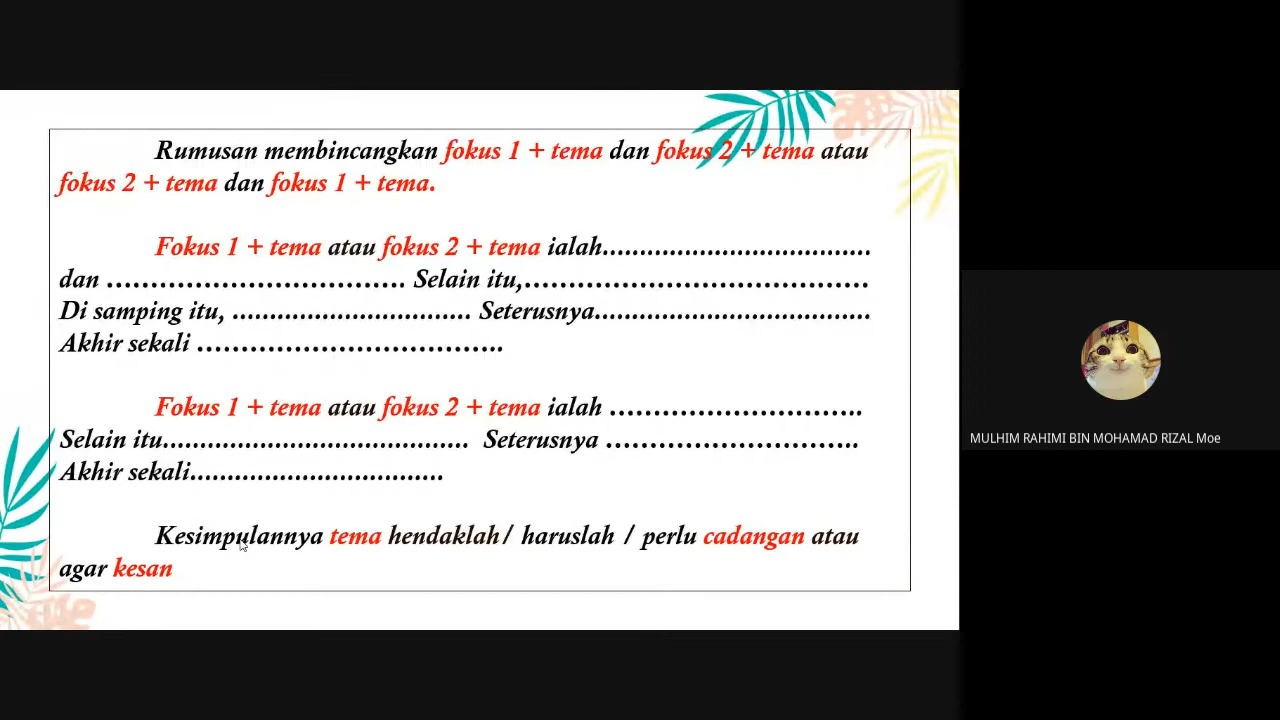 Rumusan membincangkan fokus 1 + tema dan fokus 2 + tema atau
fokus 2 + tema dan fokus 1 + tema.
Fokus 1 + tema atau fokus 2 + tema ialah....................................
dan .................................. Selain itu,.......................................
Di samping itu, ................................ Seterusnya.....................................
Akhir sekali ...................................
Fokus 1 + tema atau fokus 2 + tema ialah .............................
Selain itu......................................... Seterusnya .............................
Akhir sekali..................................
Kesimpulannya tema hendaklah/ haruslah / perlu cadangan atau
agar kesan
MULHIM RAHIMI BIN MOHAMAD RIZAL Moe